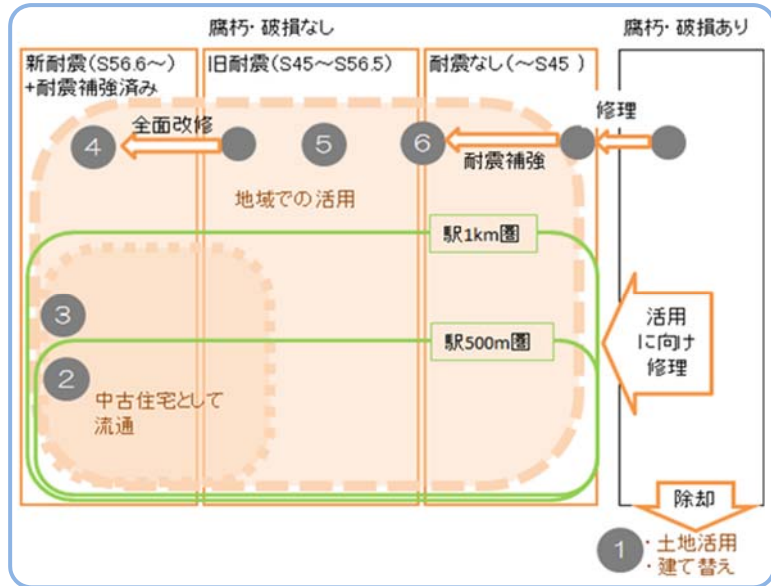 腐朽・破損なし
腐朽・破損あり
新耐震(S56.6～)
+耐震補強済み
旧耐震(S45～S56.5)
耐震なし(～S45 )
修理
全面改修
4
5
6
耐震補強
地域での活用
駅1km圏
3
駅500m圏
活用
に向け
修理
2
中古住宅として
流通
除却
1
・土地活用
・建て替え